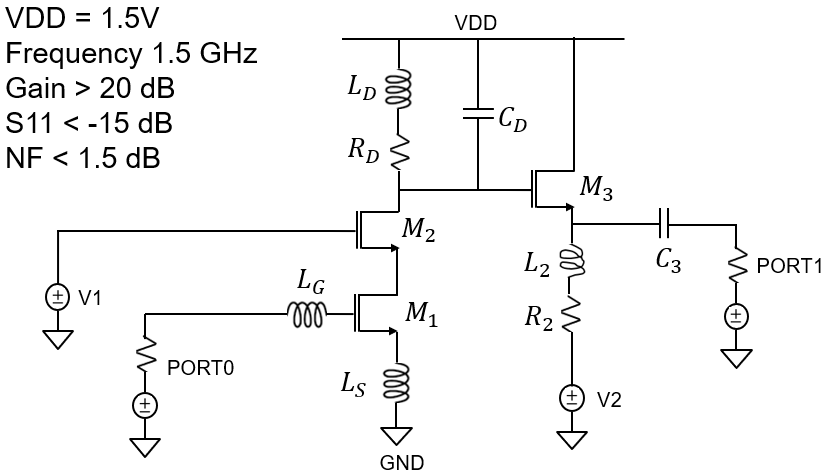 VDD = 1.5V
Frequency 1.5 GHz
Gain > 20 dB
S11 < -15 dB
NF < 1.5 dB
VDD
L_D
C_D
R_D
M_3
M_2
L_2
C_3
PORT1
L_G
V1
M_1
R_2
PORT0
L_S
V2
GND